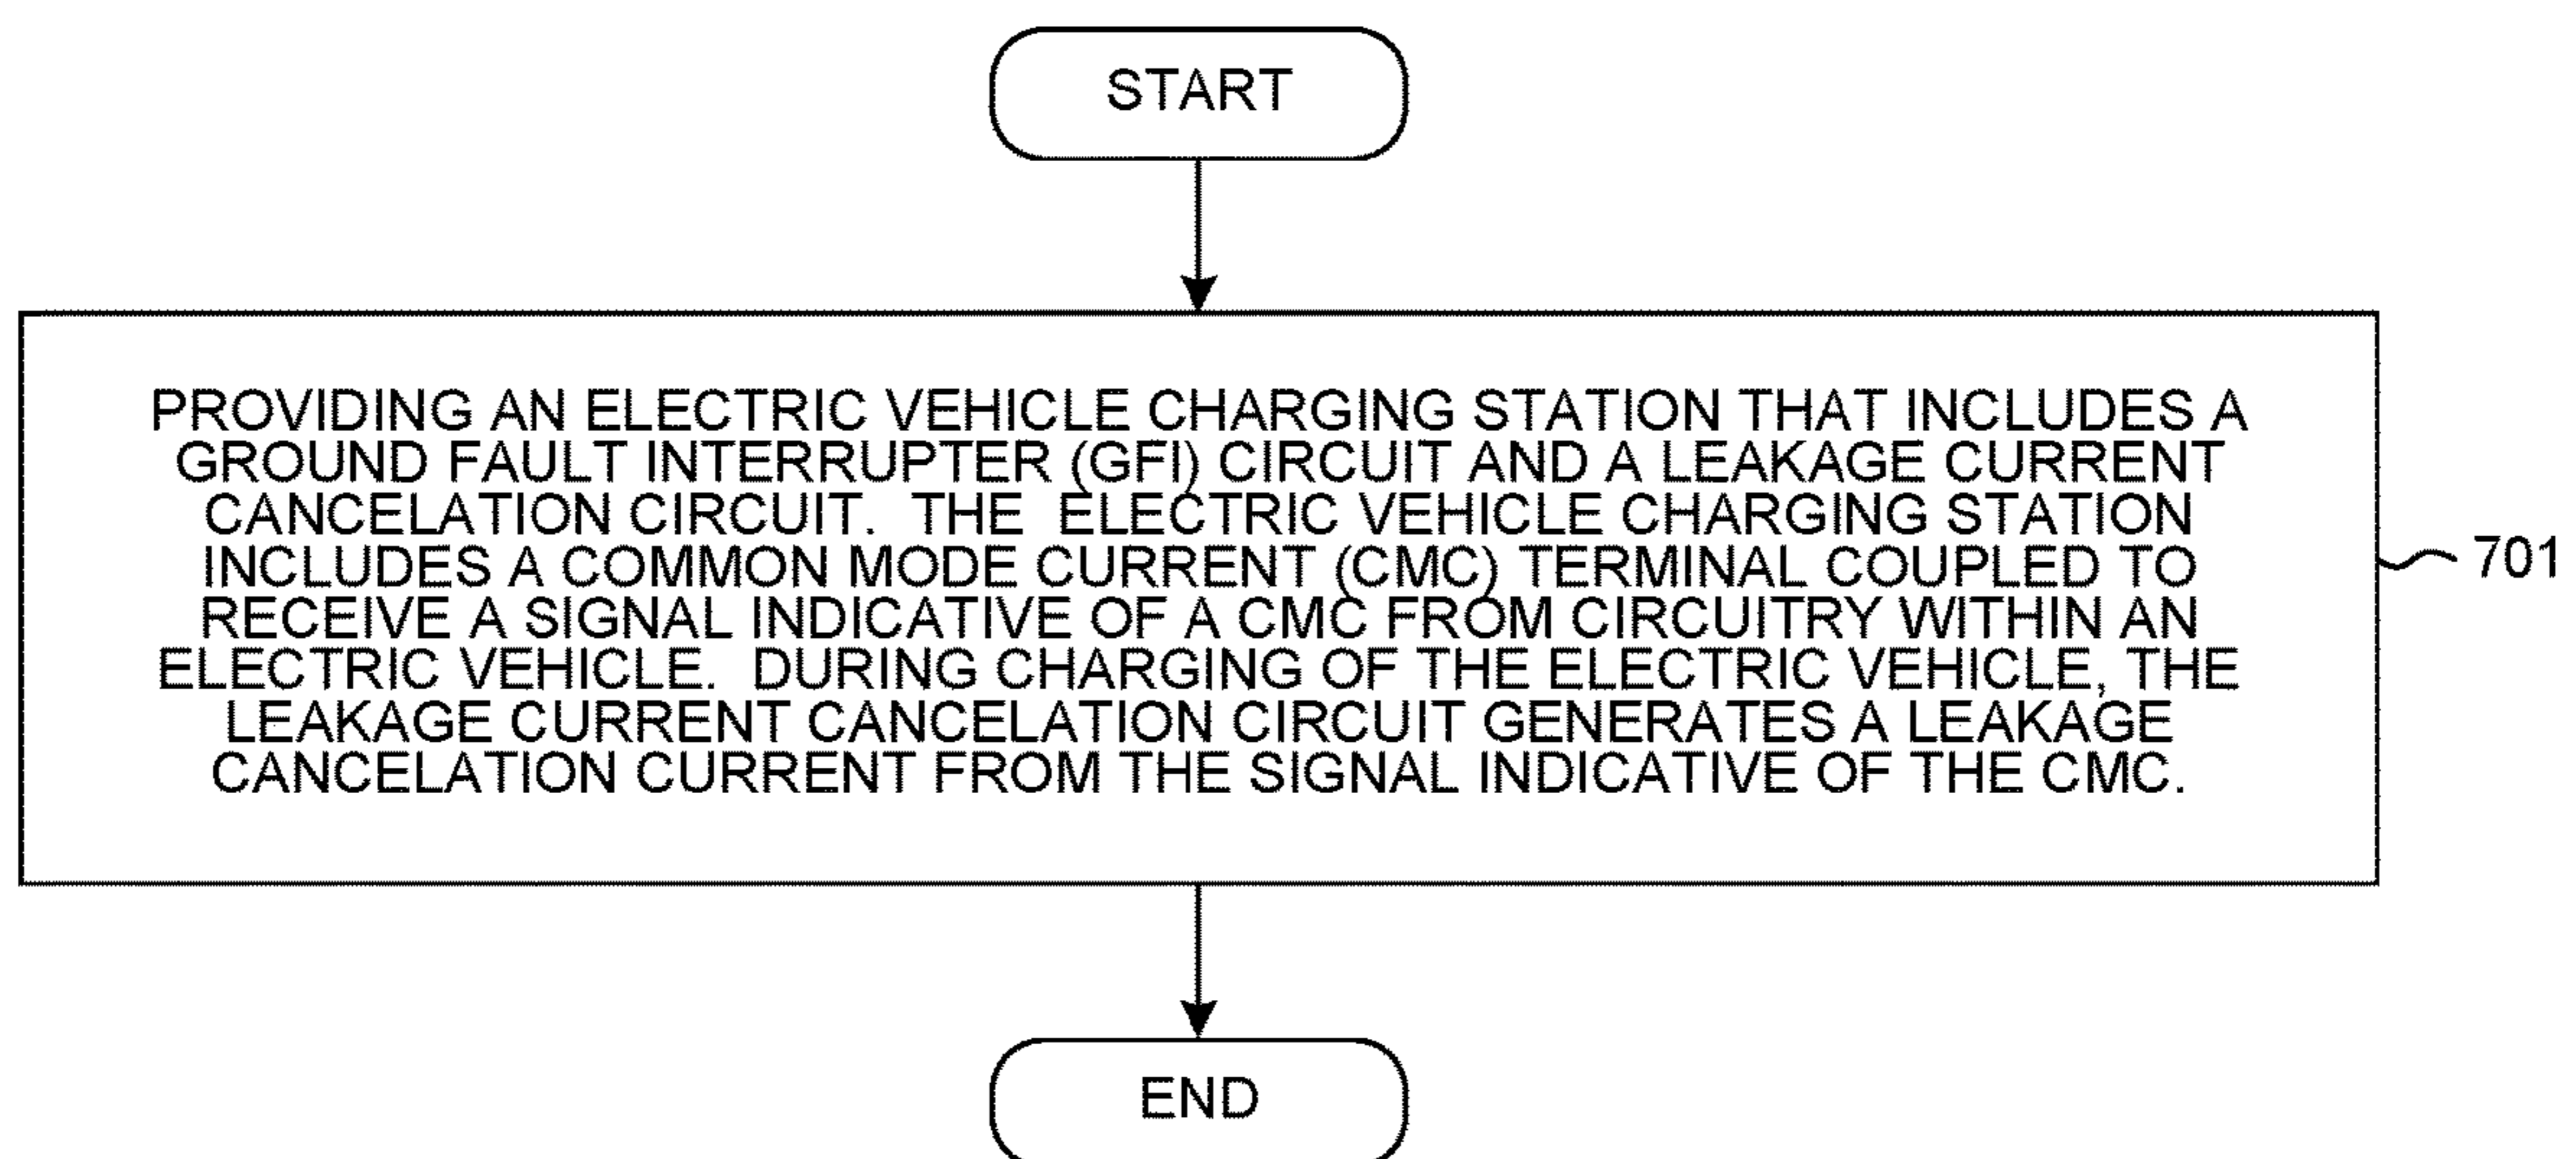 START
PROVIDING AN ELECTRIC VEHICLE CHARGING STATION THAT INCLUDES A
GROUND FAULT INTERRUPTER (GFI) CIRCUIT AND A LEAKAGE CURRENT
CANCELATION CIRCUIT. THE ELECTRIC VEHICLE CHARGING STATION
INCLUDES A COMMON MODE CURRENT (CMC) TERMINAL COUPLED TO
RECEIVE A SIGNAL INDICATIVE OF A CMC FROM CIRCUITRY WITHIN AN
ELECTRIC VEHICLE. DURING CHARGING OF THE ELECTRIC VEHICLE, THE
LEAKAGE CURRENT CANCELATION CIRCUIT GENERATES A LEAKAGE
CANCELATION CURRENT FROM THE SIGNAL INDICATIVE OF THE CMC.
701
END